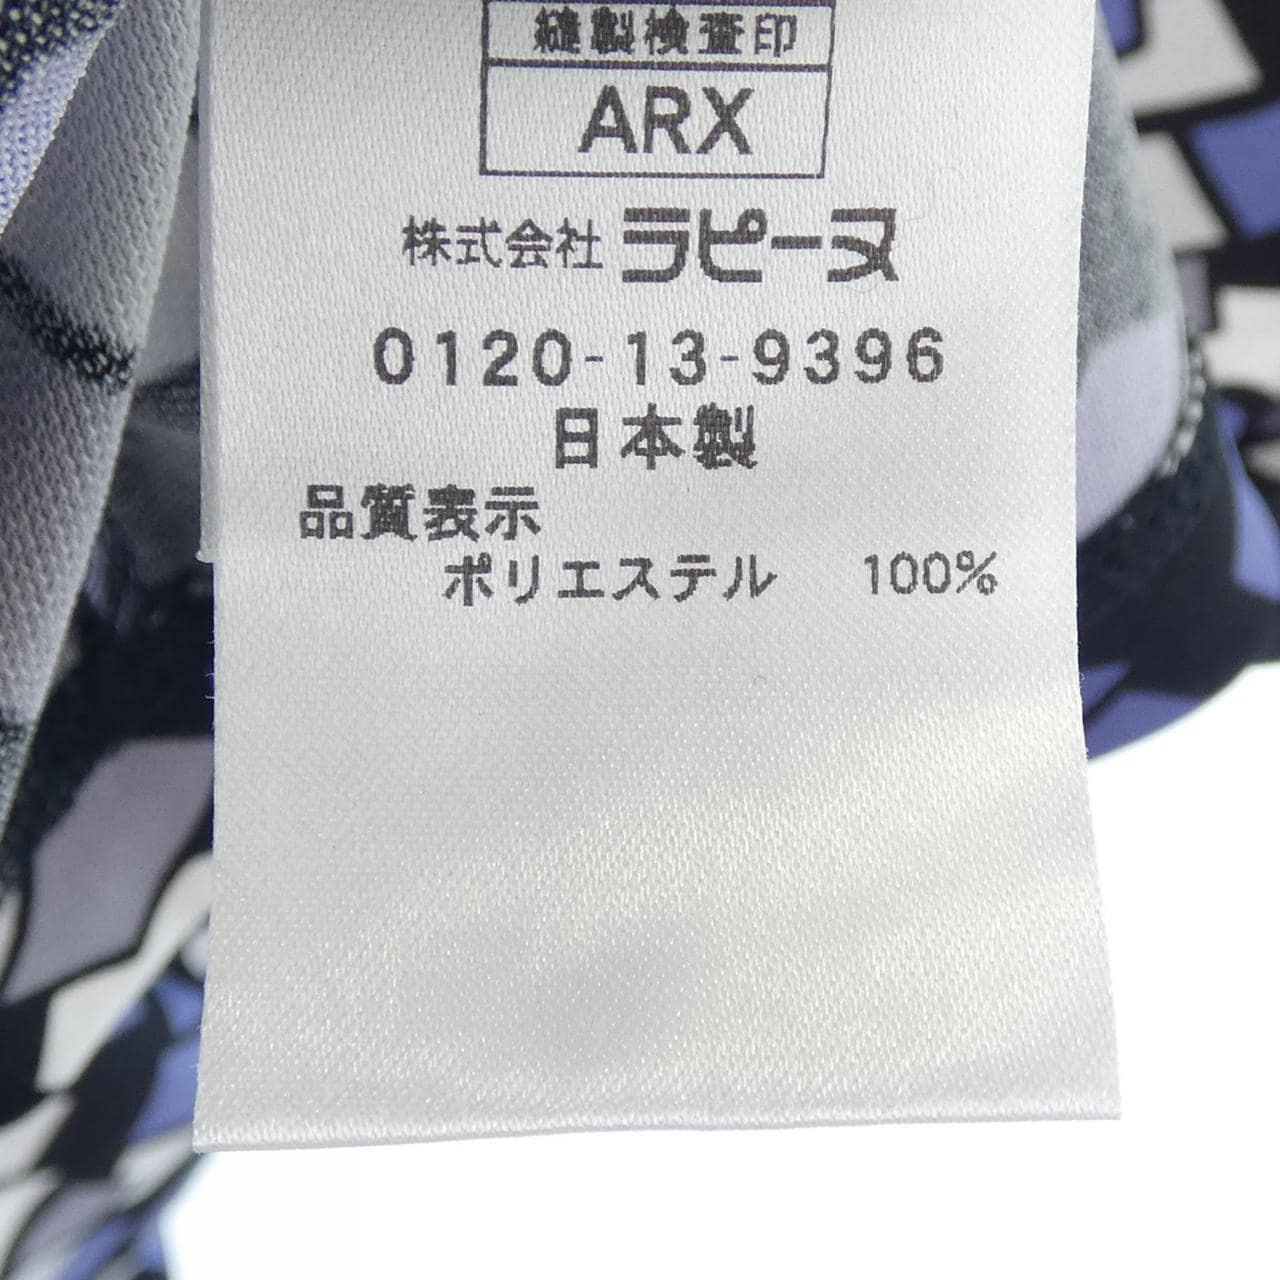 縫製検査印
ARX
株式会社 ラピーヌ
0120-13-9396
日本製
品質表示
ポリエステル 100%